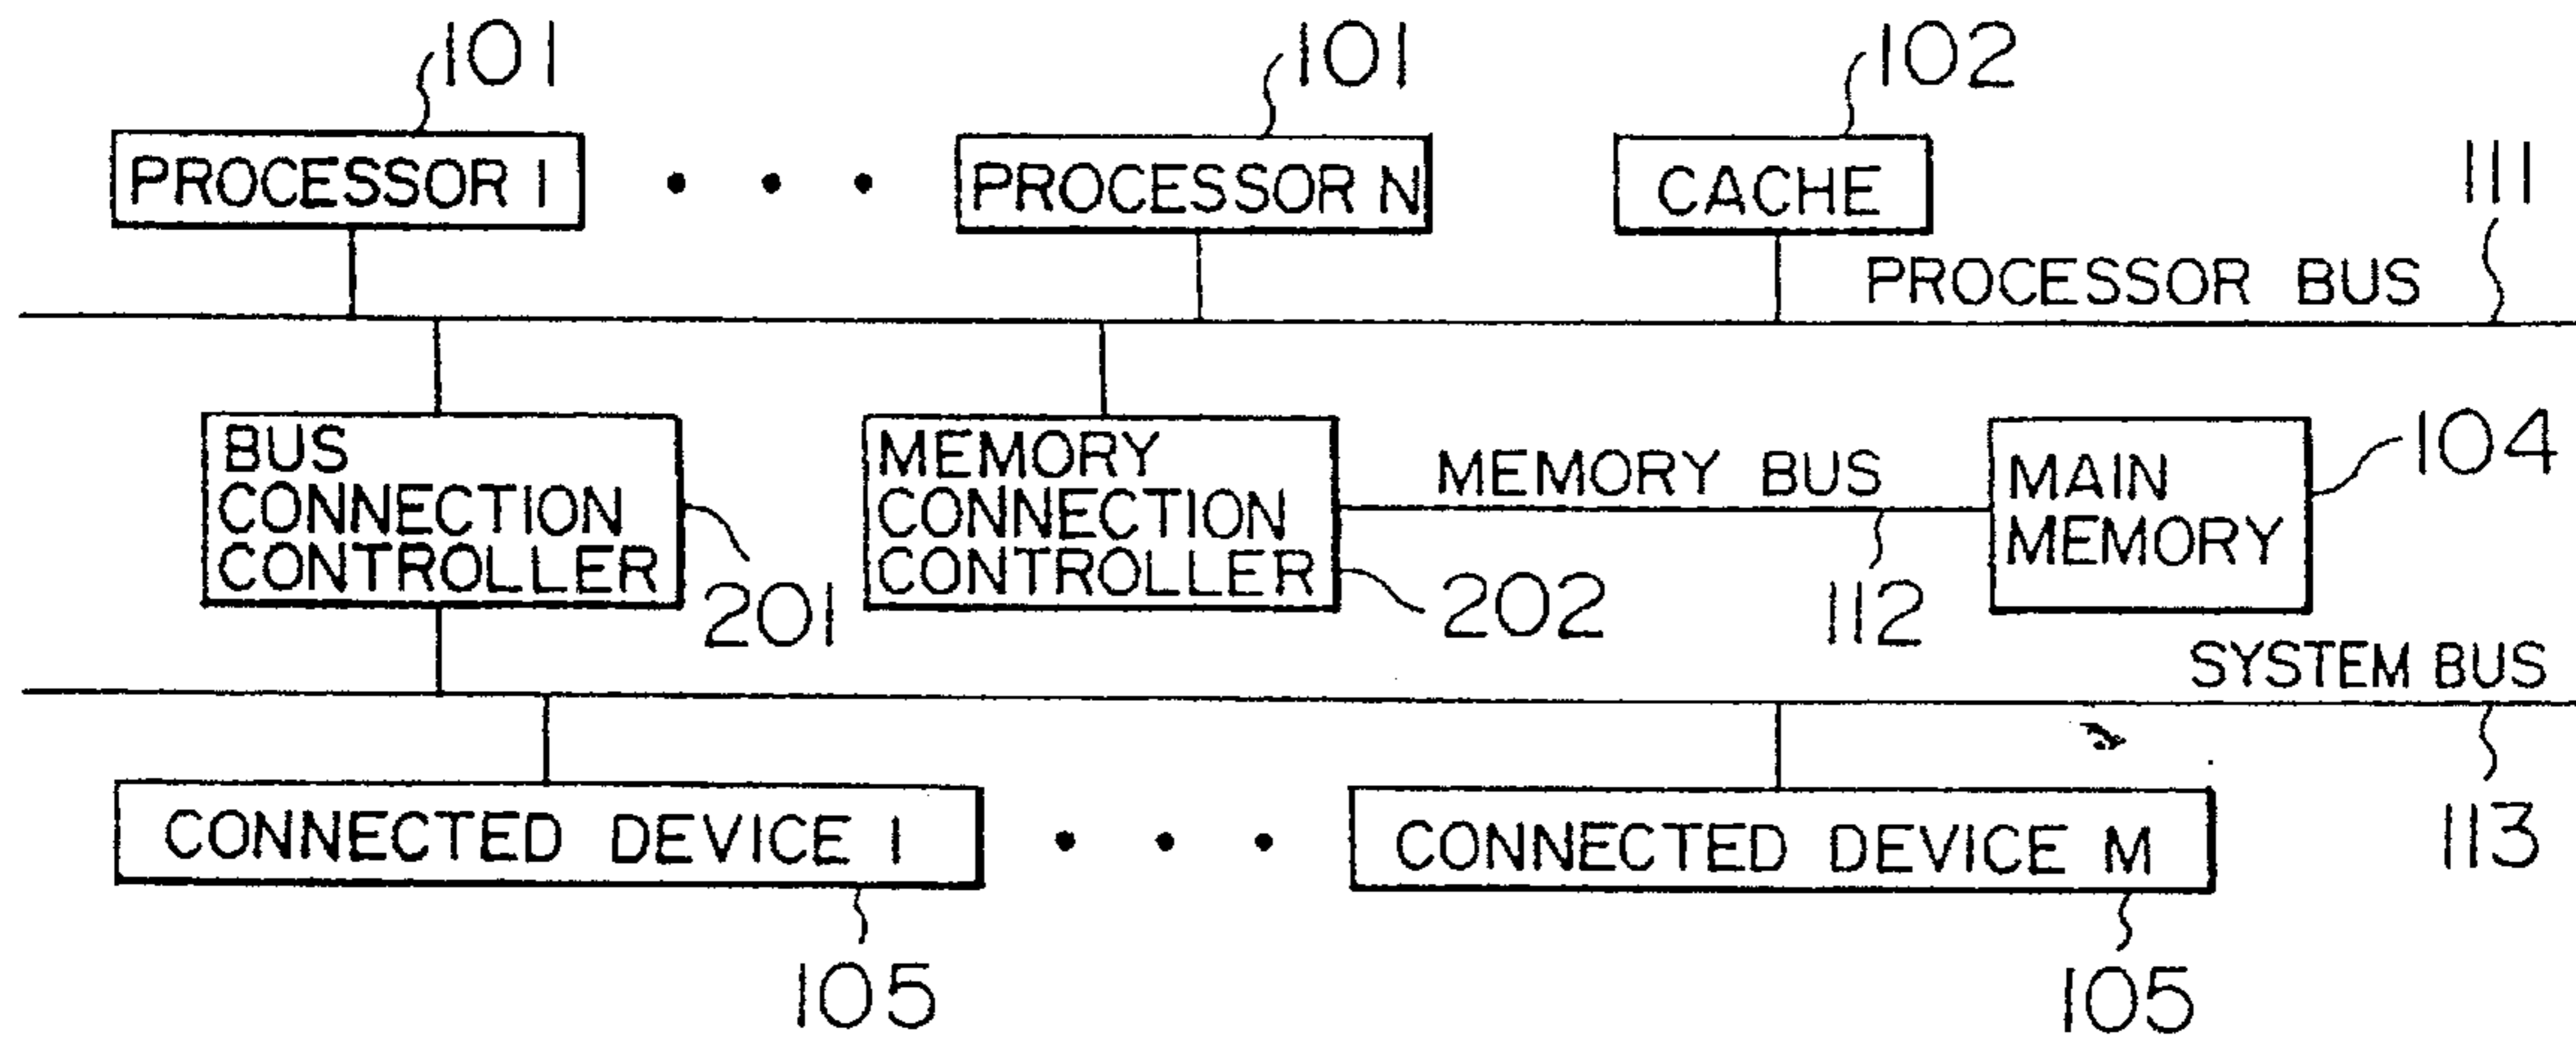 101
101
102
PROCESSOR 1
PROCESSOR N
CACHE
111
PROCESSOR BUS
BUS
CONNECTION
CONTROLLER
201
MEMORY
CONNECTION
CONTROLLER
202
MEMORY BUS
112
MAIN
MEMORY
104
SYSTEM BUS
113
CONNECTED DEVICE 1
CONNECTED DEVICE M
105
105